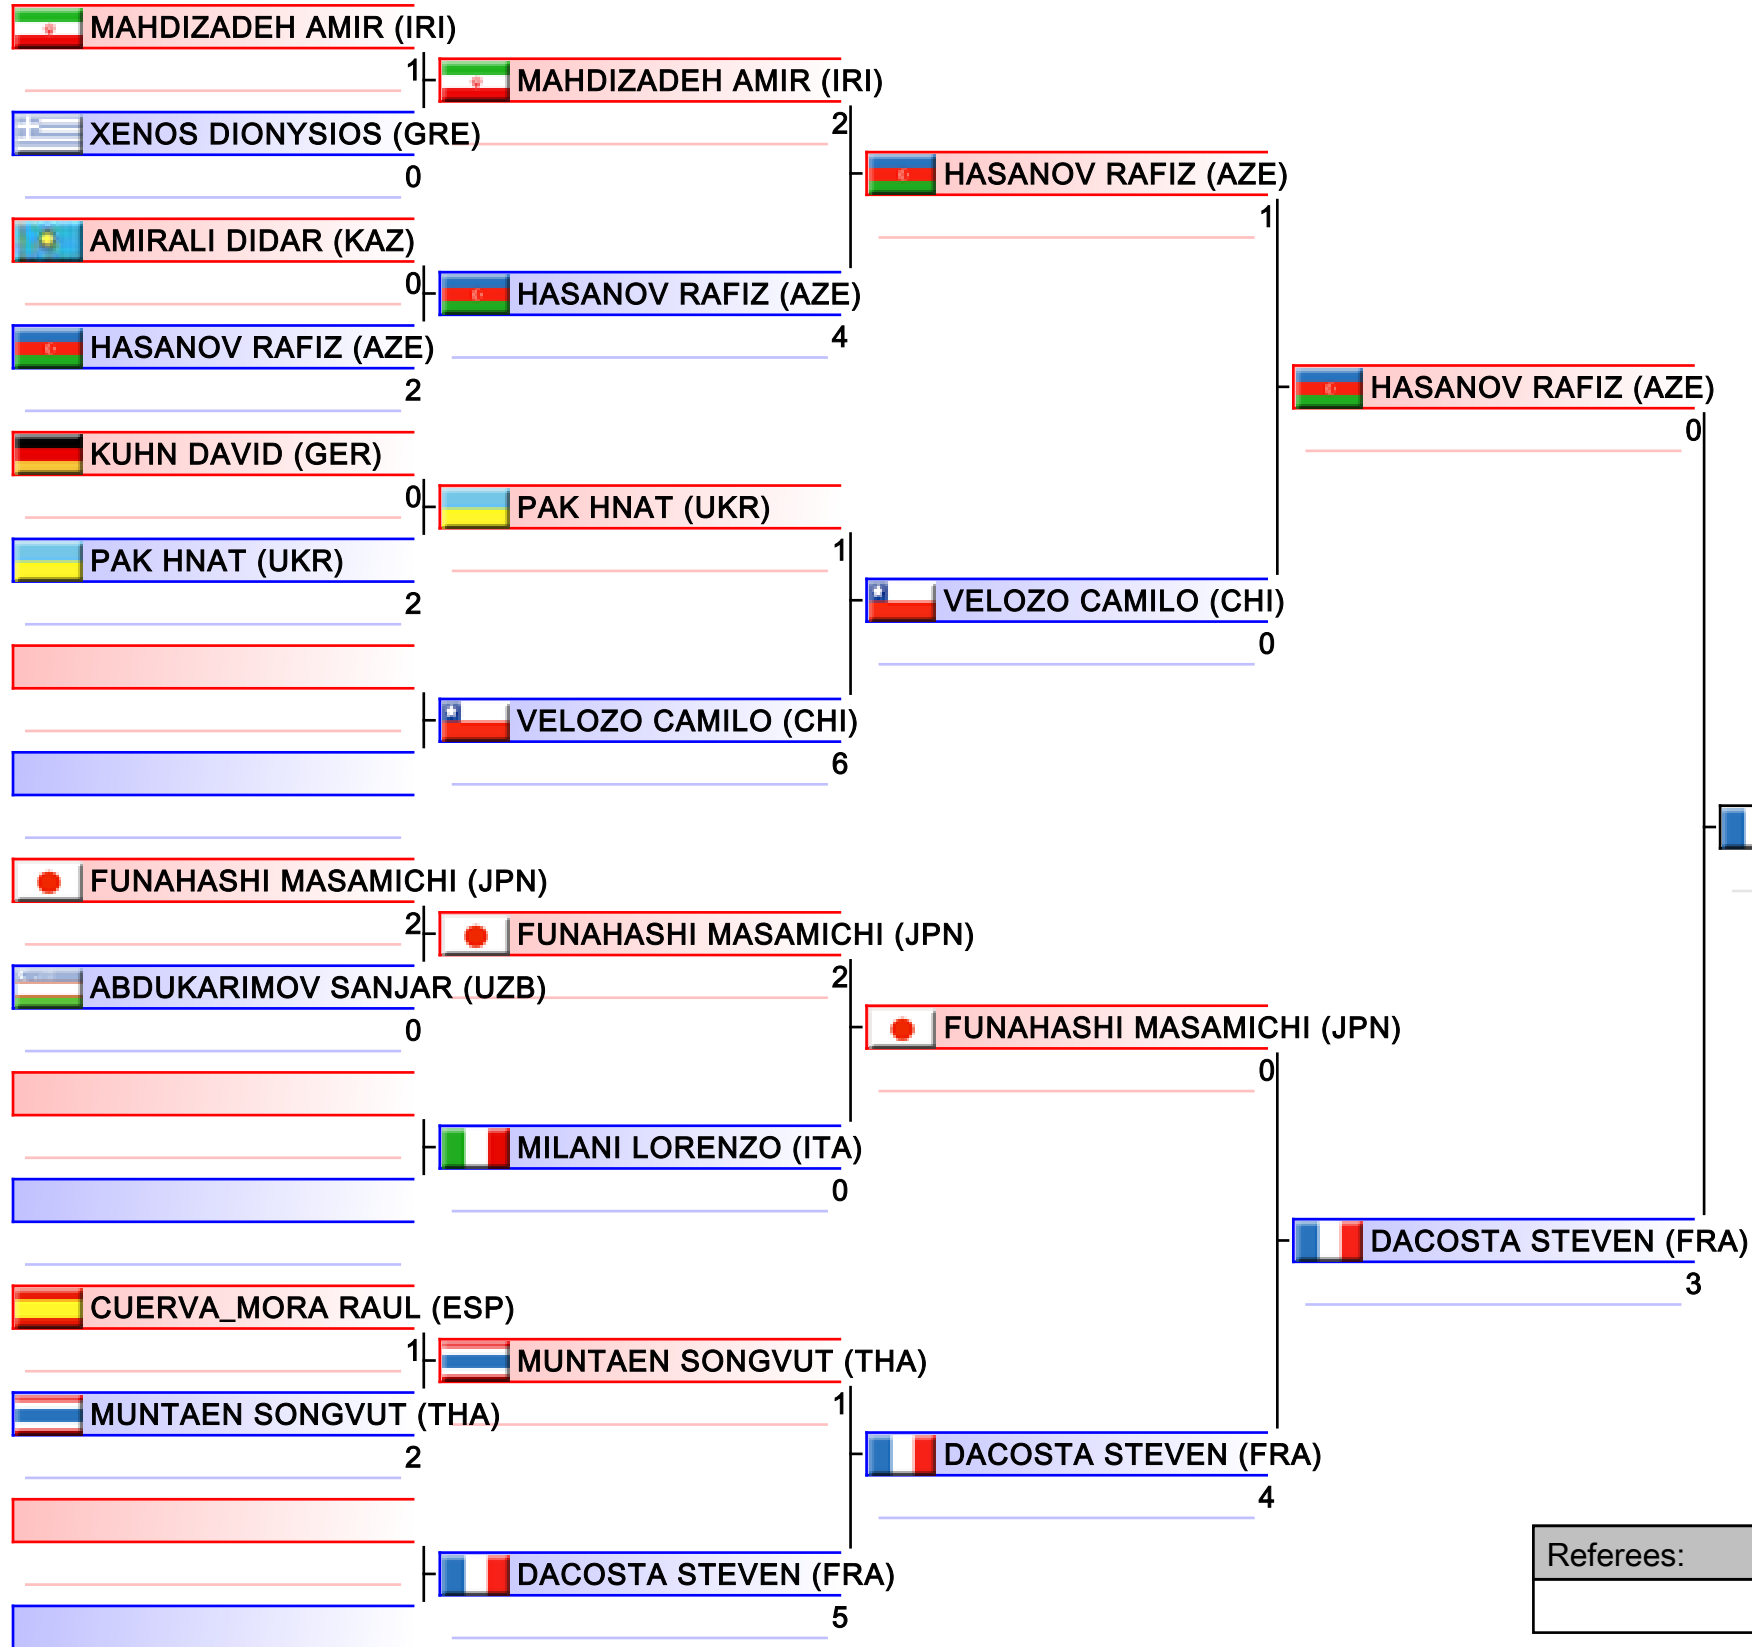 MAHDIZADEH AMIR (IRI)
1
MAHDIZADEH AMIR (IRI)
2
XENOS DIONYSIOS (GRE)
0
HASANOV RAFIZ (AZE)
1
AMIRALI DIDAR (KAZ)
0
HASANOV RAFIZ (AZE)
4
HASANOV RAFIZ (AZE)
2
HASANOV RAFIZ (AZE)
0
KUHN DAVID (GER)
0
PAK HNAT (UKR)
1
PAK HNAT (UKR)
2
VELOZO CAMILO (CHI)
0
VELOZO CAMILO (CHI)
6
FUNAHASHI MASAMICHI (JPN)
2
FUNAHASHI MASAMICHI (JPN)
2
ABDUKARIMOV SANJAR (UZB)
0
FUNAHASHI MASAMICHI (JPN)
0
MILANI LORENZO (ITA)
0
DACOSTA STEVEN (FRA)
3
CUERVA_MORA RAUL (ESP)
1
MUNTAEN SONGVUT (THA)
1
MUNTAEN SONGVUT (THA)
2
DACOSTA STEVEN (FRA)
4
DACOSTA STEVEN (FRA)
5
Referees: